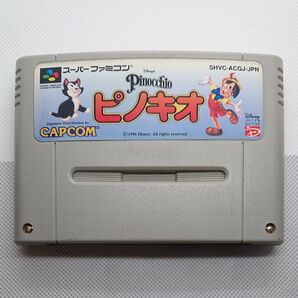 スーパーファミコン
SHVC-ACGJ-JPN
Disney's
Pinocchio
ピノキオ
Japanese Distribution by
CAPCOM
© 1996 Disney. All rights reserved.
Disney